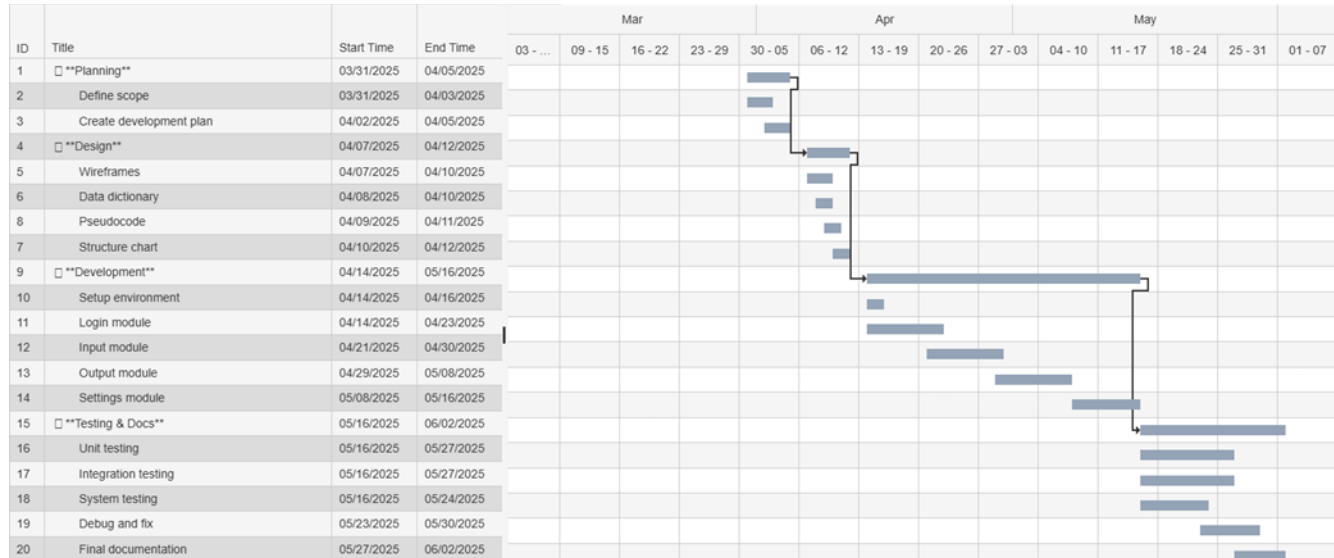 Mar Apr May
ID Title Start Time End Time 03 - ... 09 - 15 16 - 22 23 - 29 30 - 05 06 - 12 13 - 19 20 - 26 27 - 03 04 - 10 11 - 17 18 - 24 25 - 31 01 - 07
1 **Planning** 03/31/2025 04/05/2025
2 Define scope 03/31/2025 04/03/2025
3 Create development plan 04/02/2025 04/05/2025
4 **Design** 04/07/2025 04/12/2025
5 Wireframes 04/07/2025 04/10/2025
6 Data dictionary 04/08/2025 04/10/2025
8 Pseudocode 04/09/2025 04/11/2025
7 Structure chart 04/10/2025 04/12/2025
9 **Development** 04/14/2025 05/16/2025
10 Setup environment 04/14/2025 04/16/2025
11 Login module 04/14/2025 04/23/2025
12 Input module 04/21/2025 04/30/2025
13 Output module 04/29/2025 05/08/2025
14 Settings module 05/08/2025 05/16/2025
15 **Testing & Docs** 05/16/2025 06/02/2025
16 Unit testing 05/16/2025 05/27/2025
17 Integration testing 05/16/2025 05/27/2025
18 System testing 05/16/2025 05/24/2025
19 Debug and fix 05/23/2025 05/30/2025
20 Final documentation 05/27/2025 06/02/2025